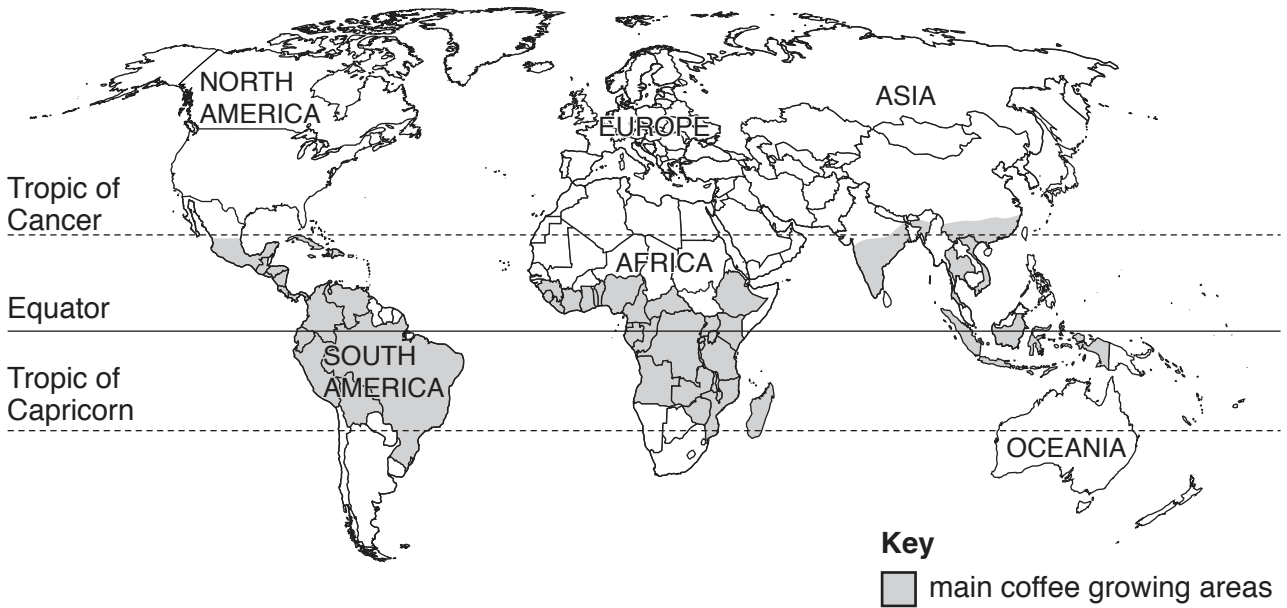 NORTH
AMERICA
ASIA
EUROPE
Tropic of
Cancer
AFRICA
Equator
SOUTH
AMERICA
Tropic of
Capricorn
OCEANIA
Key
main coffee growing areas